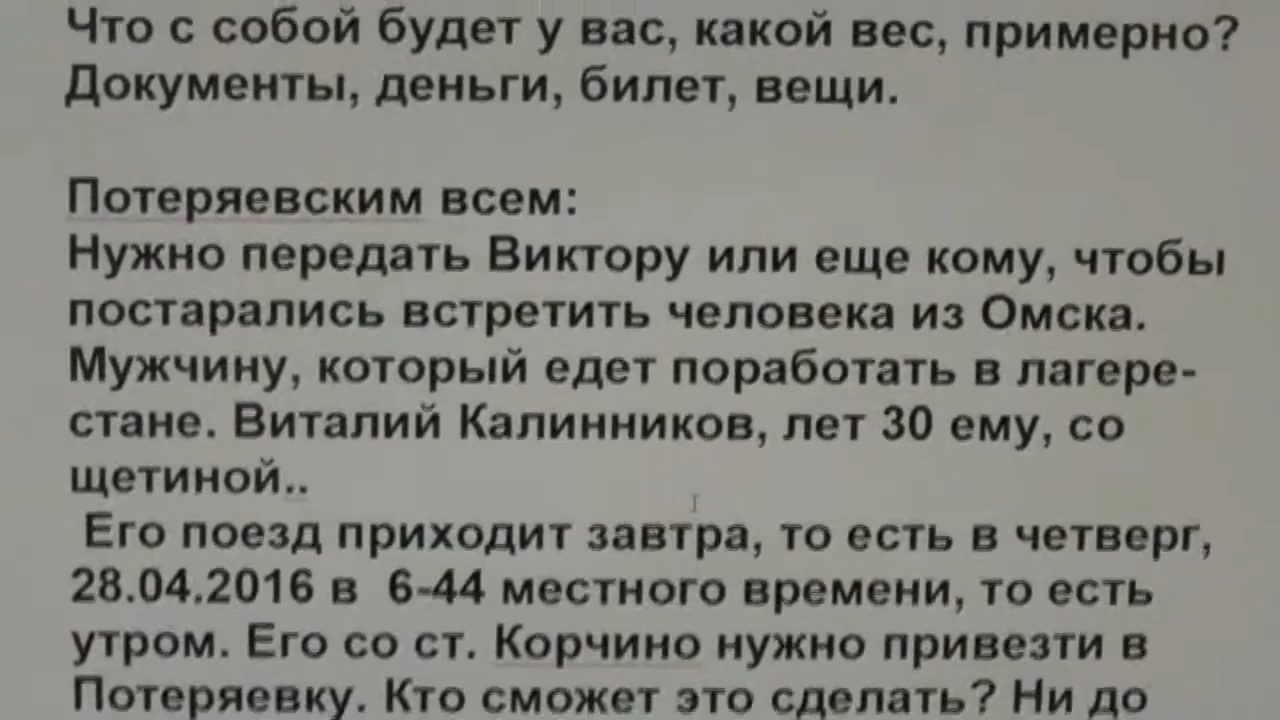 Что с собой будет у вас, какой вес, примерно?
Документы, деньги, билет, вещи.
Потеряевским всем:
Нужно передать Виктору или еще кому, чтобы
постарались встретить человека из Омска.
Мужчину, который едет поработать в лагере-
стане. Виталий Калинников, лет 30 ему, со
щетиной..
Его поезд приходит завтра, то есть в четверг,
28.04.2016 в 6-44 местного времени, то есть
утром. Его со ст. Корчино нужно привезти в
Потеряевку. Кто сможет это сделать? Ни до